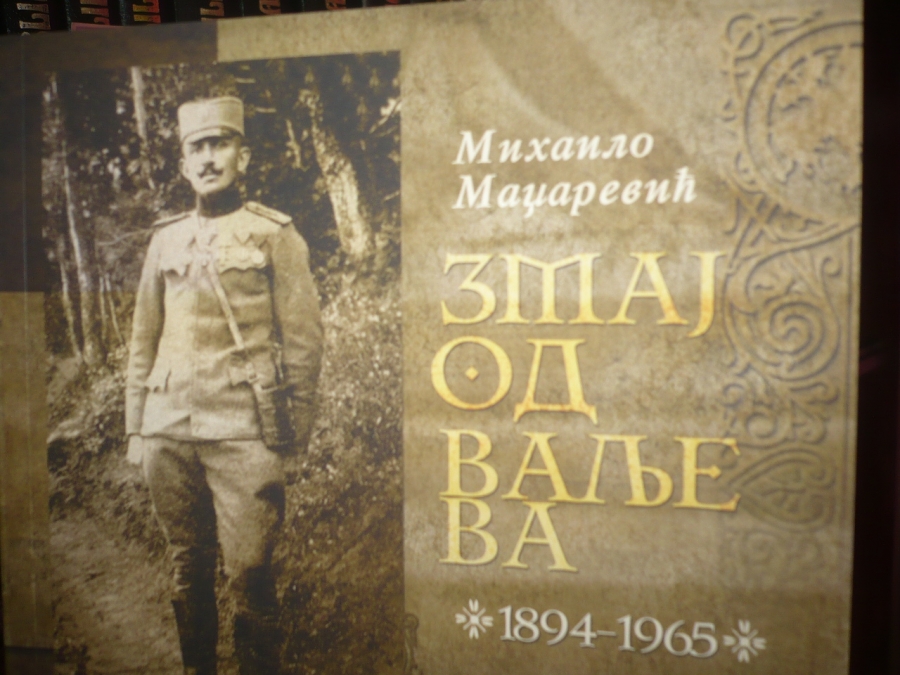 Михаило
Маџаревић
ЗМАЈ
ОД
ВАЉЕ
ВА
1894-1965